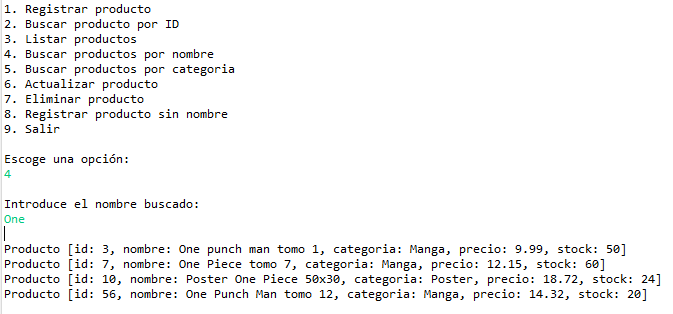 1. Registrar producto
2. Buscar producto por ID
3. Listar productos
4. Buscar productos por nombre
5. Buscar productos por categoria
6. Actualizar producto
7. Eliminar producto
8. Registrar producto sin nombre
9. Salir
Escoge una opción:
4
Introduce el nombre buscado:
One
Producto [id: 3, nombre: One punch man tomo 1, categoria: Manga, precio: 9.99, stock: 50]
Producto [id: 7, nombre: One Piece tomo 7, categoria: Manga, precio: 12.15, stock: 60]
Producto [id: 10, nombre: Poster One Piece 50x30, categoria: Poster, precio: 18.72, stock: 24]
Producto [id: 56, nombre: One Punch Man tomo 12, categoria: Manga, precio: 14.32, stock: 20]